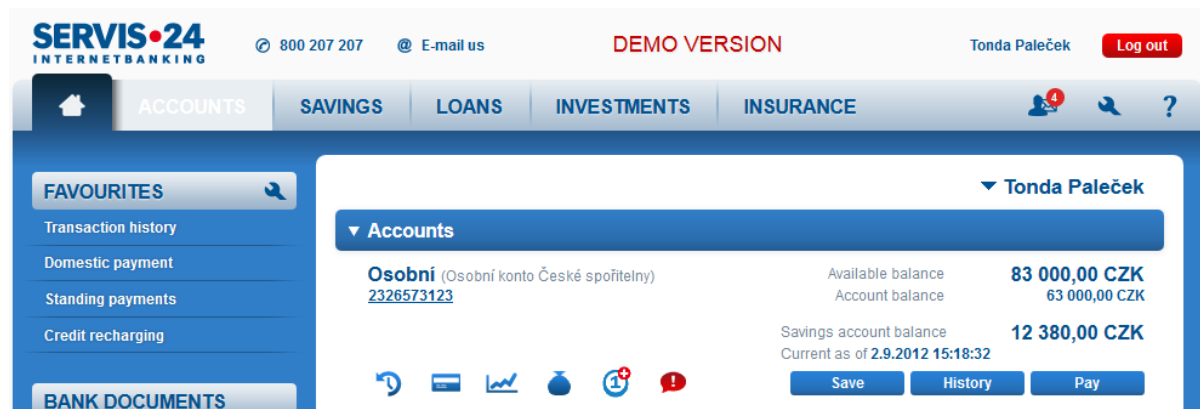 SERVIS•24
INTERNETBANKING
800 207 207
@ E-mail us
DEMO VERSION
Tonda Paleček
Log out
ACCOUNTS
SAVINGS
LOANS
INVESTMENTS
INSURANCE
4
?
FAVOURITES
Transaction history
Domestic payment
Standing payments
Credit recharging
BANK DOCUMENTS
Tonda Paleček
Accounts
Osobní (Osobní konto České spořitelny)
2326573123
Available balance 83 000,00 CZK
Account balance 63 000,00 CZK
Savings account balance 12 380,00 CZK
Current as of 2.9.2012 15:18:32
1
!
Save
History
Pay